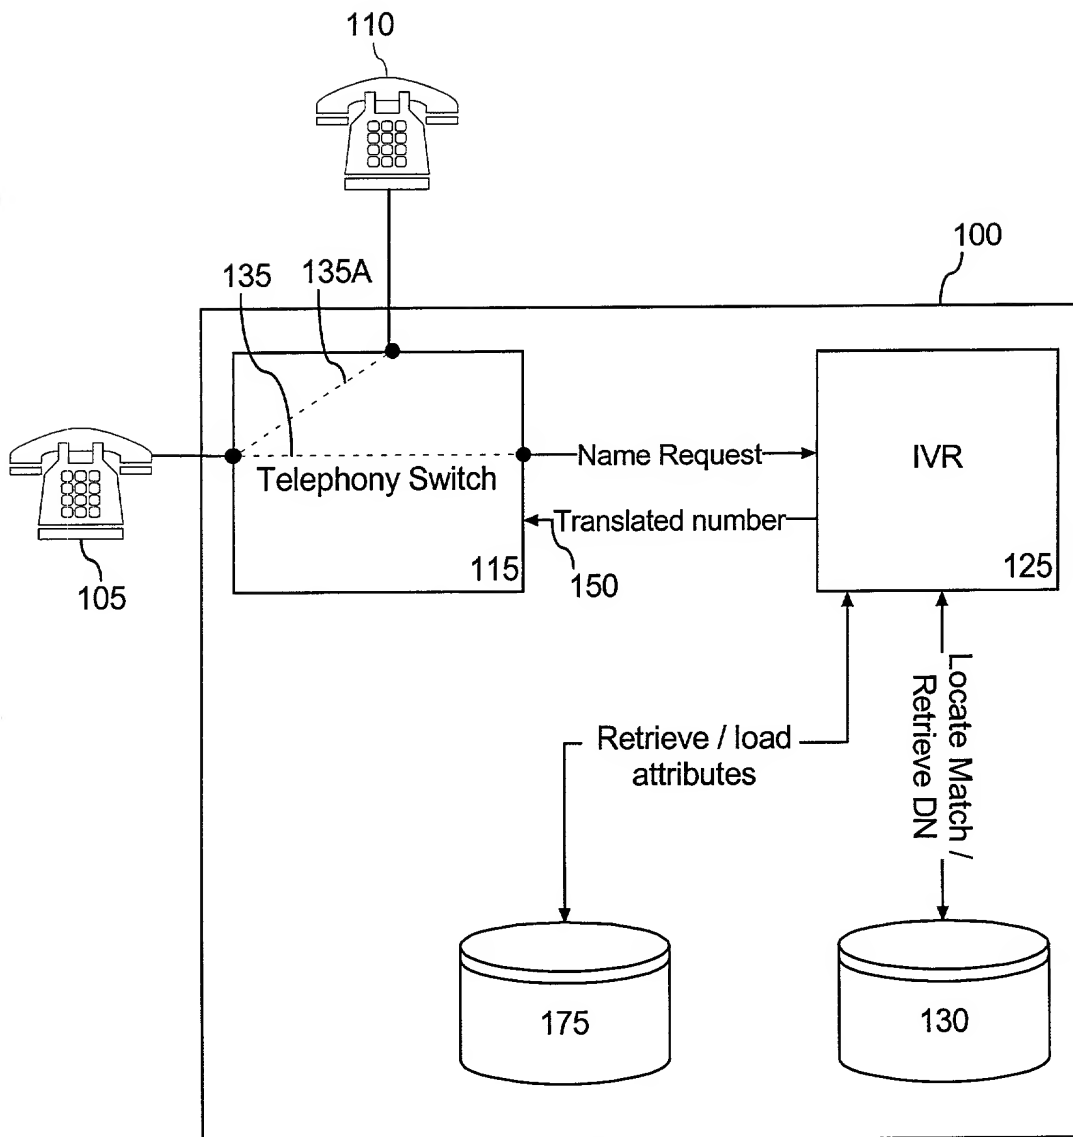 110
100
135
135A
Name Request
IVR
Telephony Switch
Translated number
115
150
125
105
Locate Match /
Retrieve DN
Retrieve / load
attributes
175
130